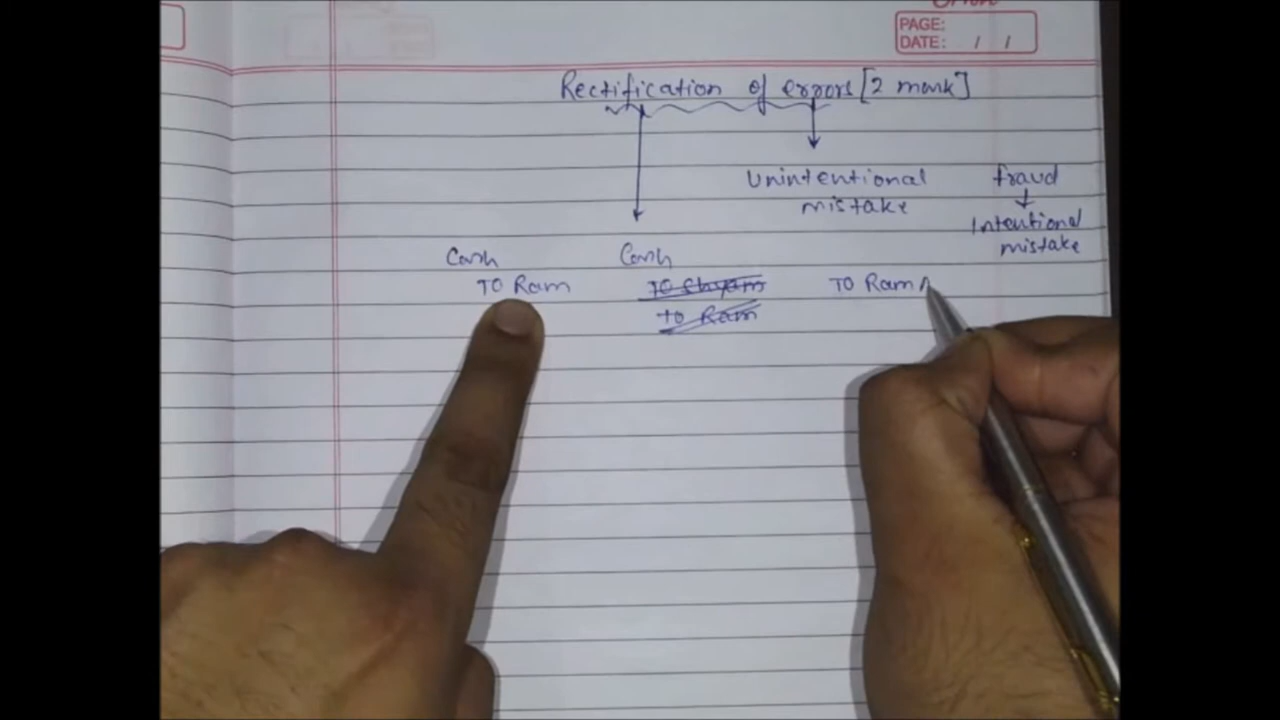 PAGE:
DATE: / /
Rectification of errors [2 mark]
Unintentional
mistake
fraud
Intentional
mistake
Cash
To Ram
Cash
To Shyam
To Ram
To Ram A